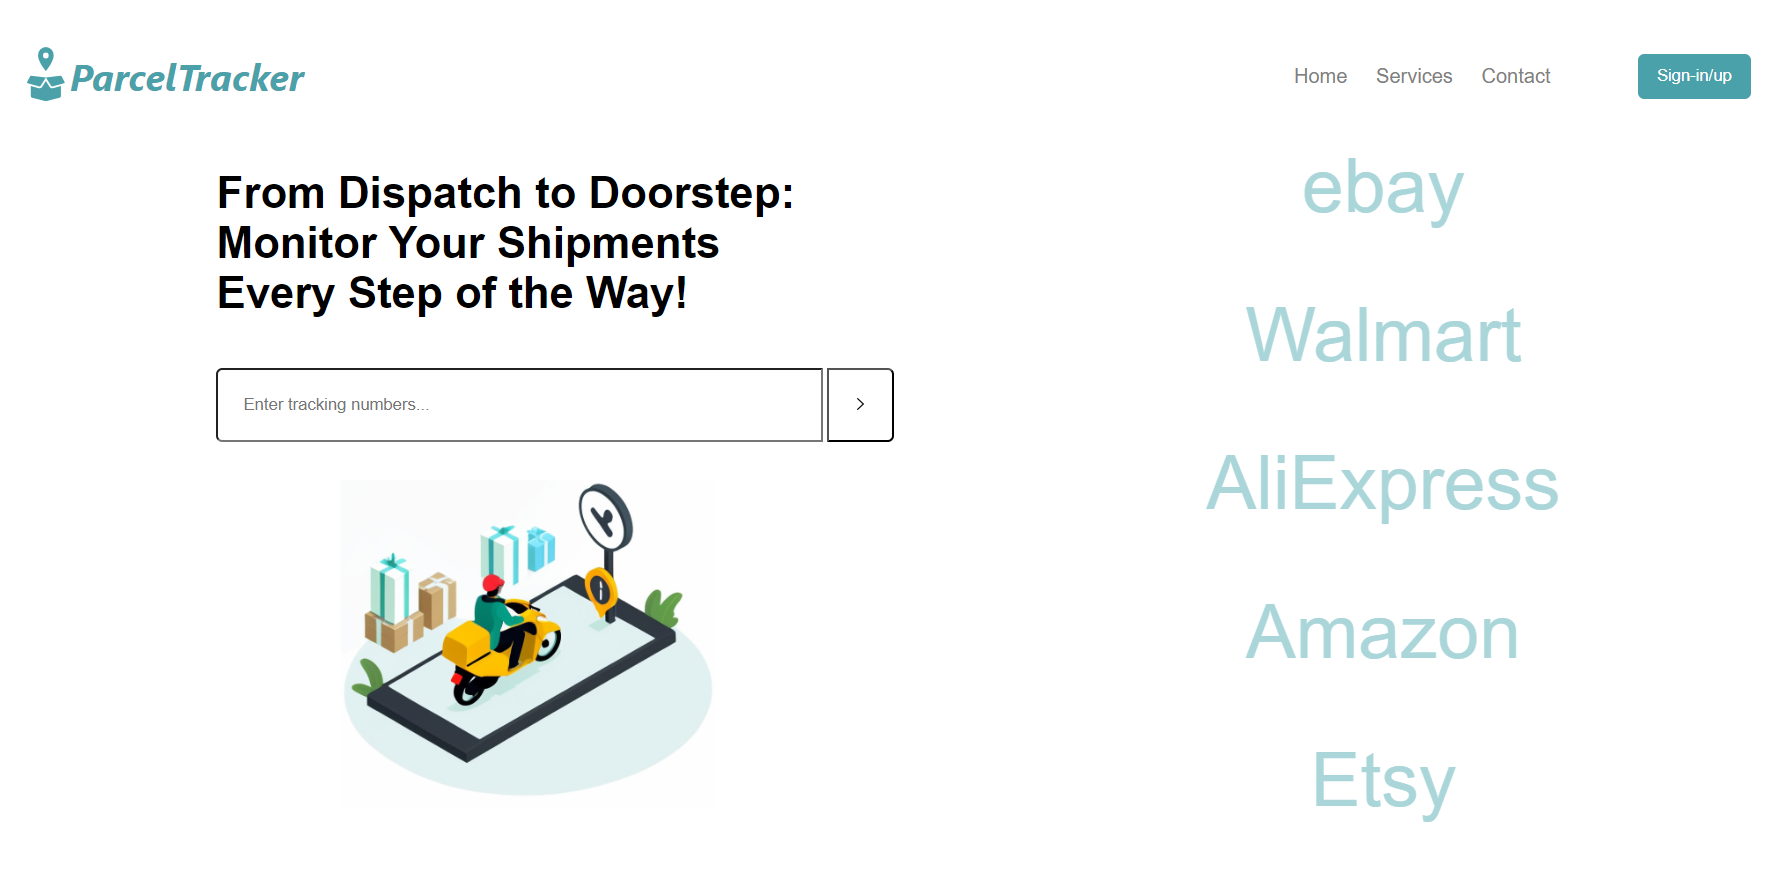 ParcelTracker
Home Services Contact Sign-in/up
From Dispatch to Doorstep:
Monitor Your Shipments
Every Step of the Way!
Enter tracking numbers...
ebay
Walmart
AliExpress
Amazon
Etsy